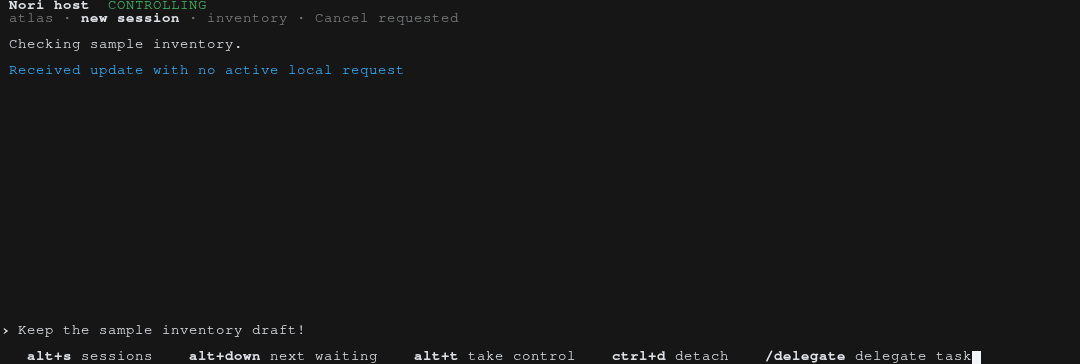 Nori host  CONTROLLING
atlas · new session · inventory · Cancel requested
Checking sample inventory.
Received update with no active local request
› Keep the sample inventory draft!
alt+s sessions    alt+down next waiting    alt+t take control    ctrl+d detach    /delegate delegate task